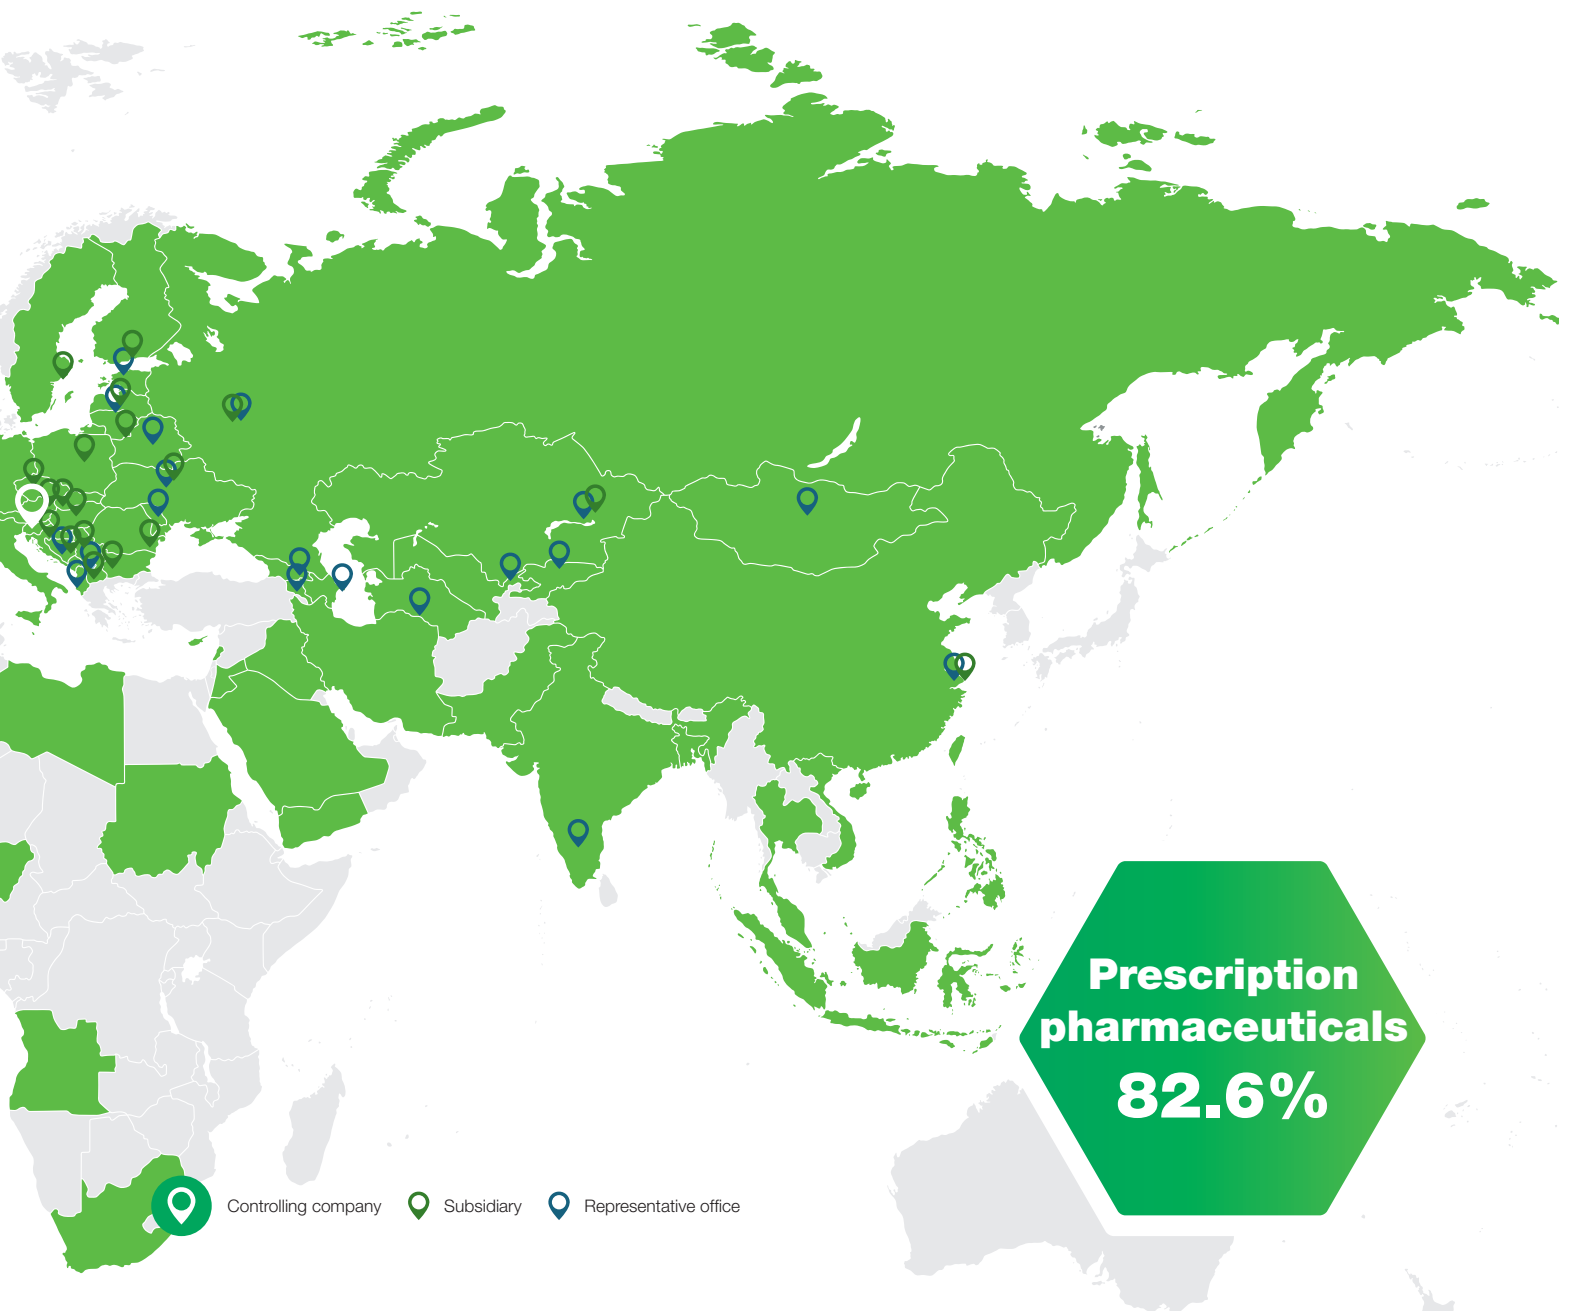 Prescription
pharmaceuticals
82.6%
Controlling company
Subsidiary
Representative office